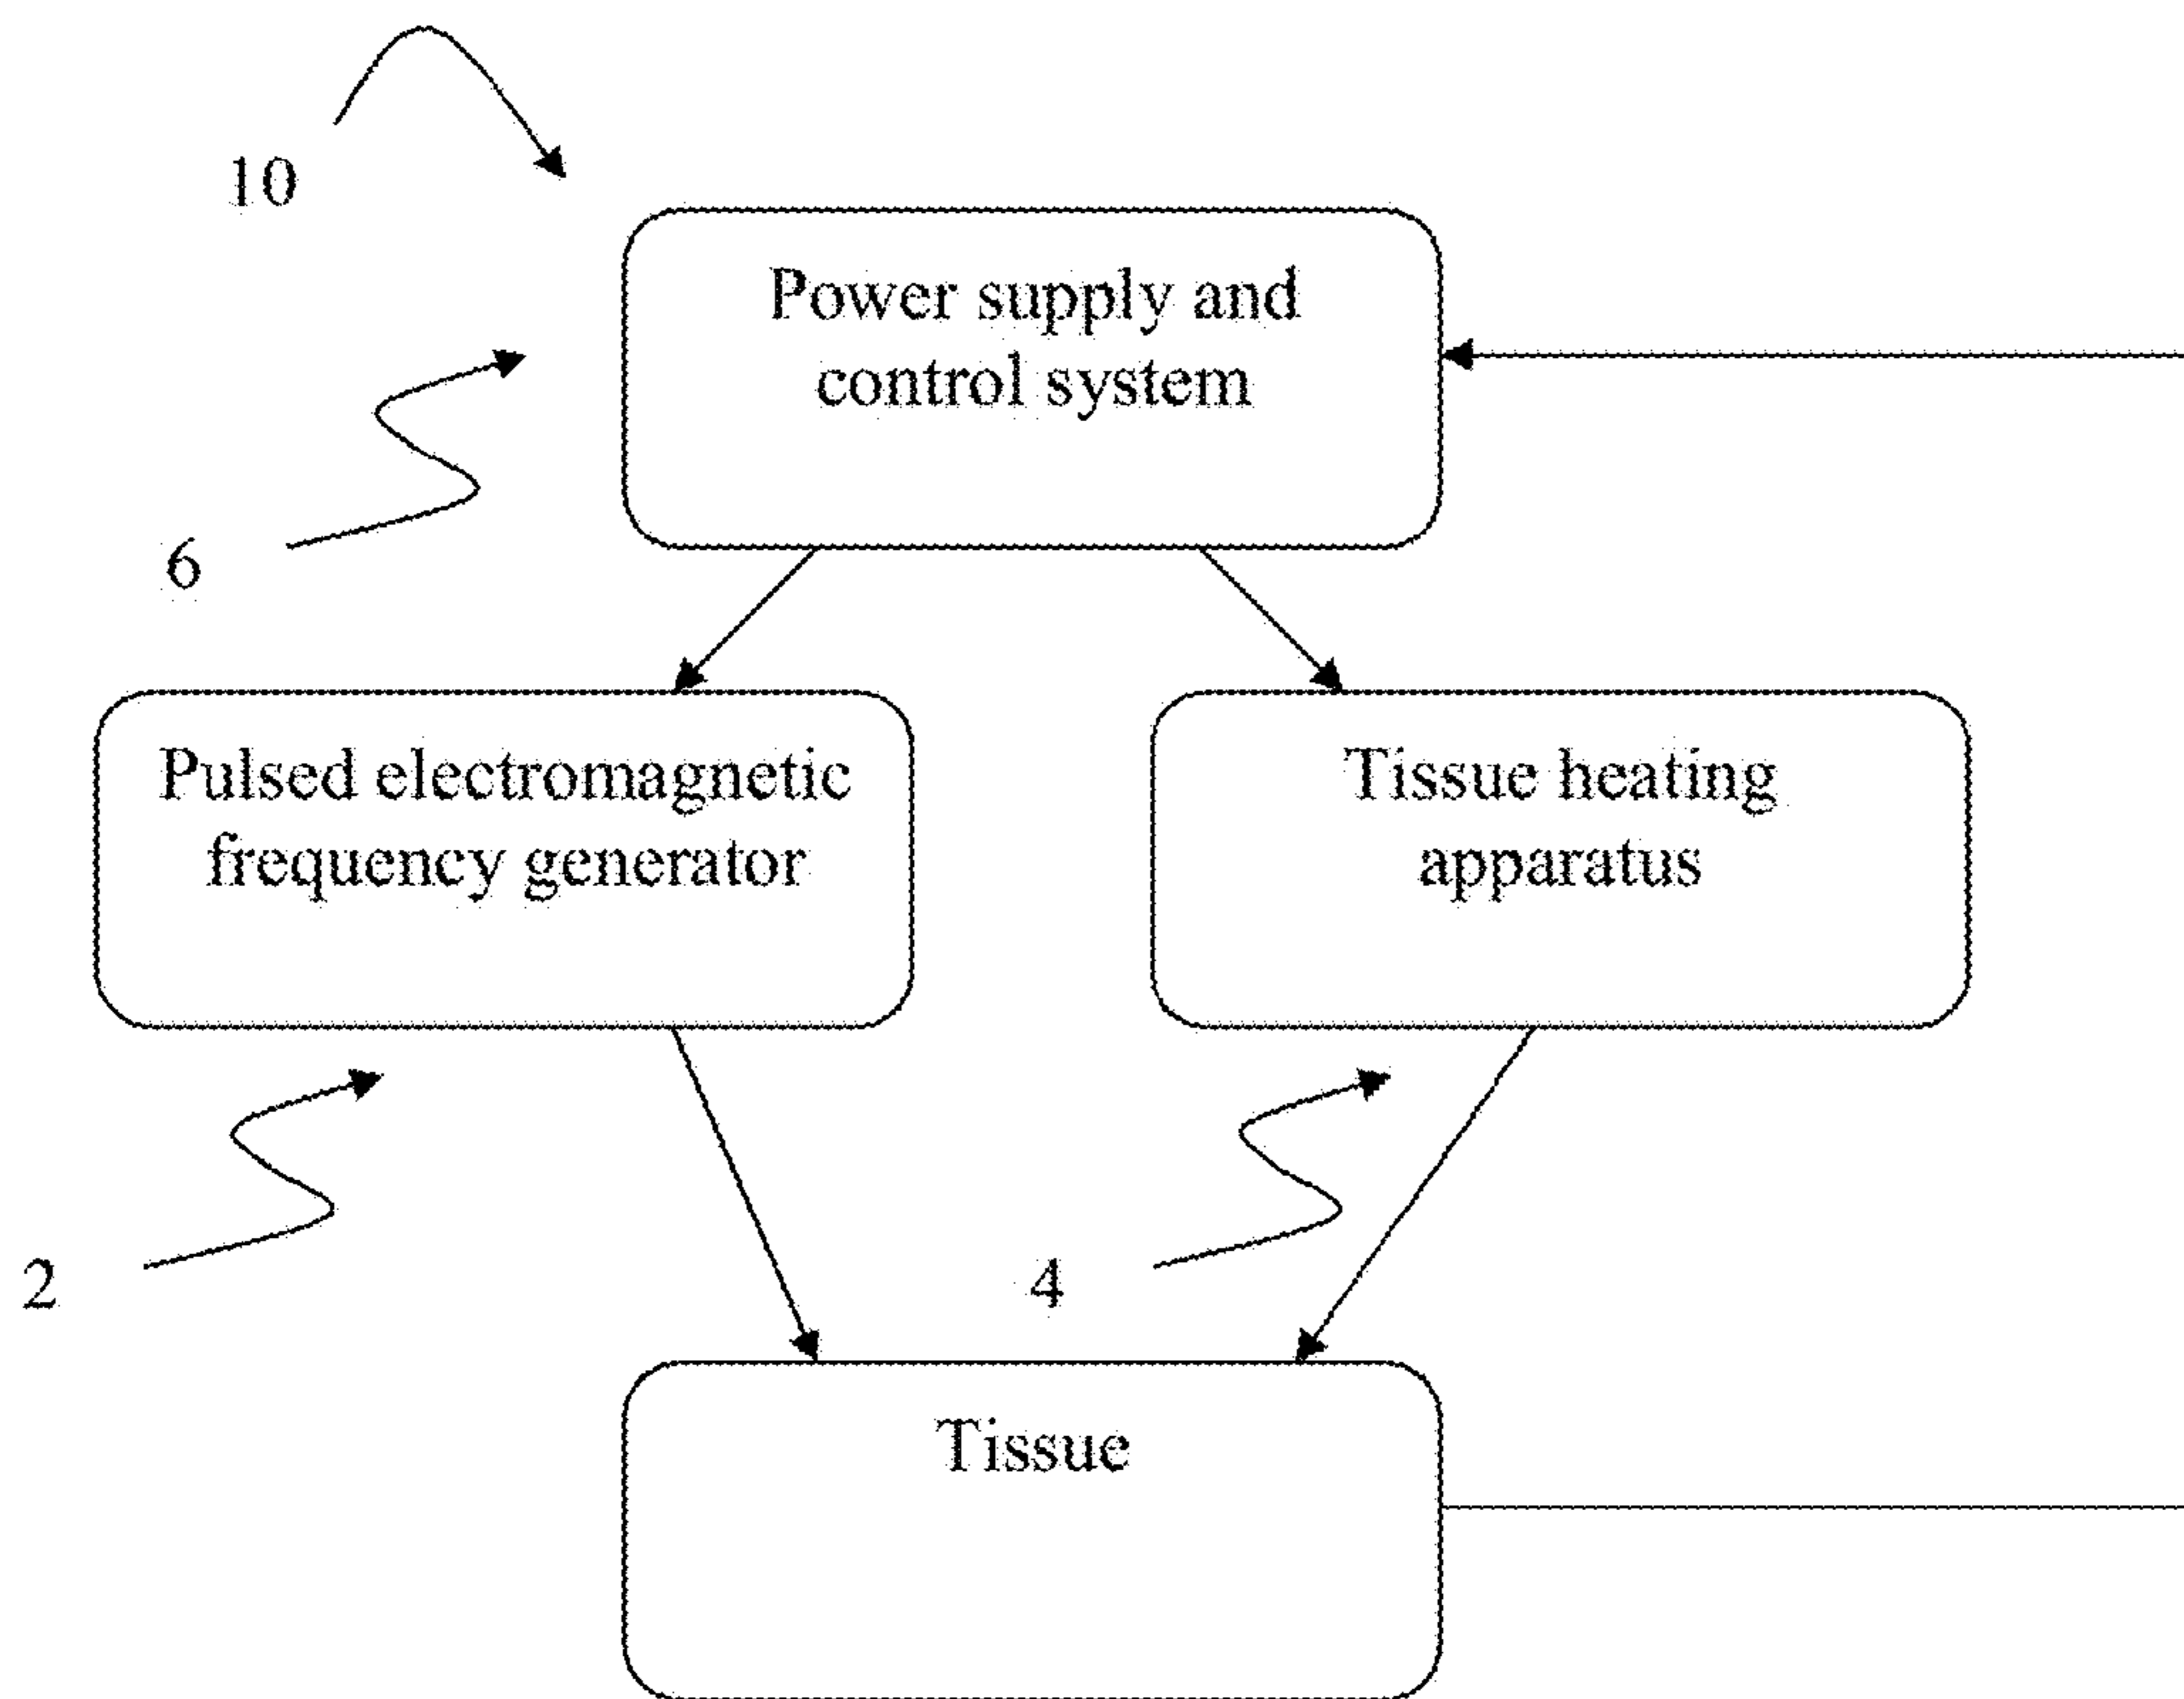 10
Power supply and
control system
6
Pulsed electromagnetic
frequency generator
Tissue heating
apparatus
2
4
Tissue